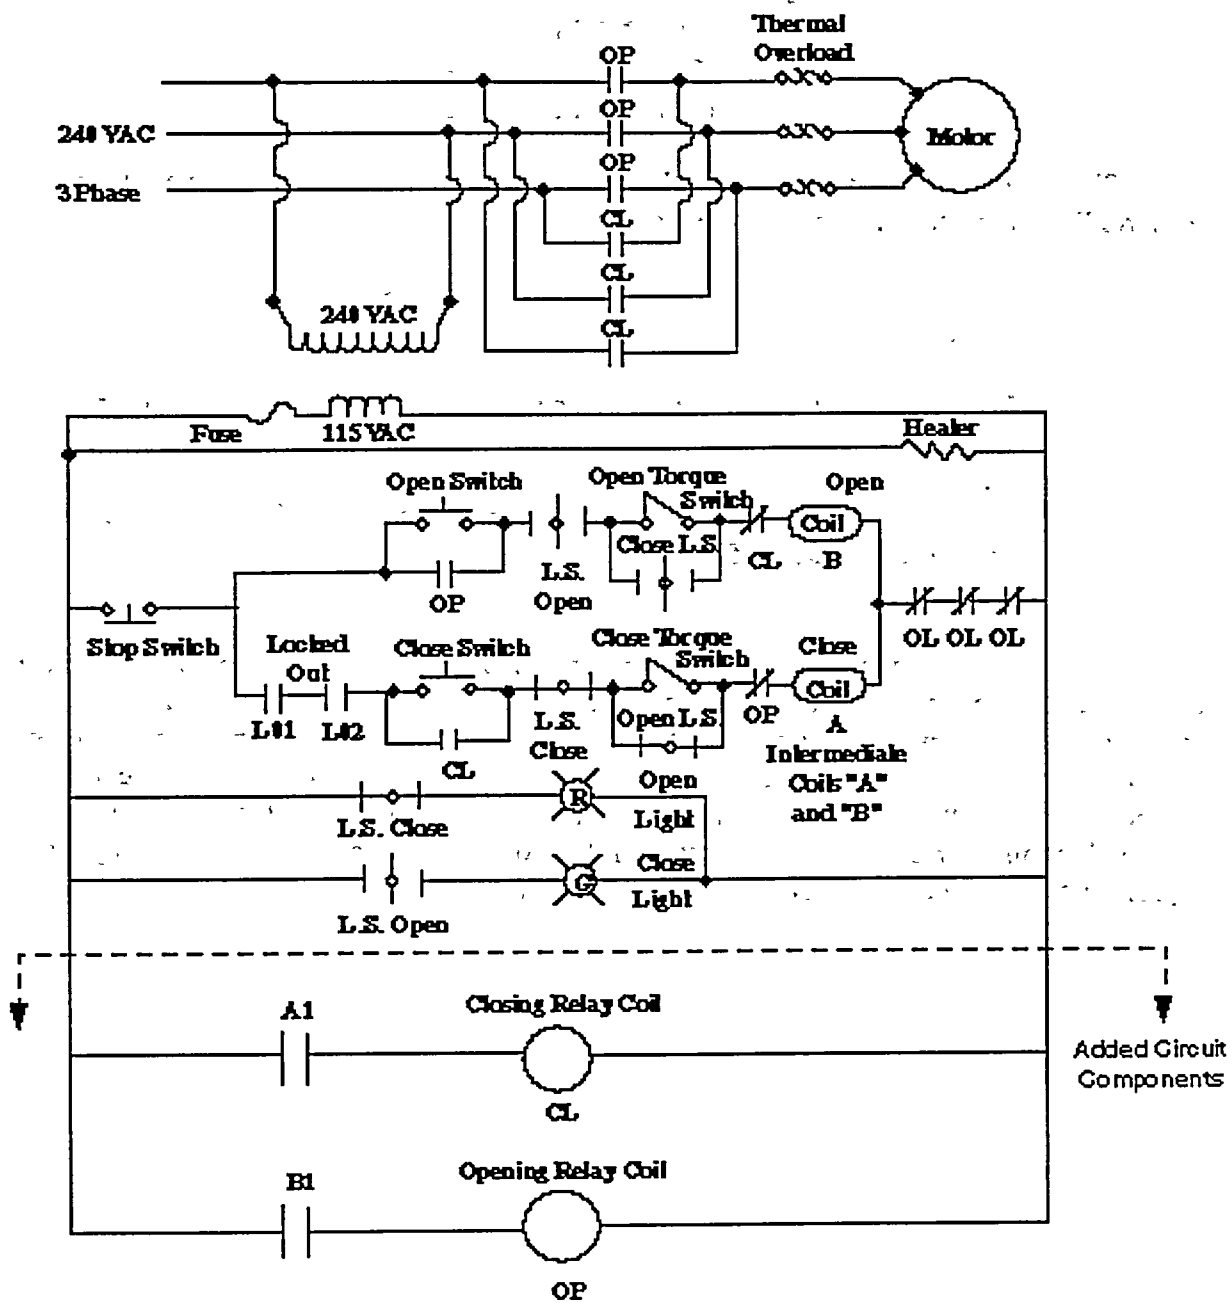 Thermal
Overload
OP
OP
240 VAC
Motor
OP
3 Phase
CL
CL
240 VAC
CL
Fuse
115 VAC
Heater
Open Switch
Open Torque
Switch
Open
Coil
Close L.S.
CL
B
L.S.
Open
OP
Stop Switch
Locked
Out
Close Switch
Close Torque
Switch
Close
OL OL OL
Coil
L#1
L#2
L.S.
Close
Open L.S.
OP
A
CL
Intermediate
Coils "A"
and "B"
R
Open
Light
L.S. Close
G
Close
Light
L.S. Open
A1
Closing Relay Coil
Added Circuit
Components
CL
B1
Opening Relay Coil
OP